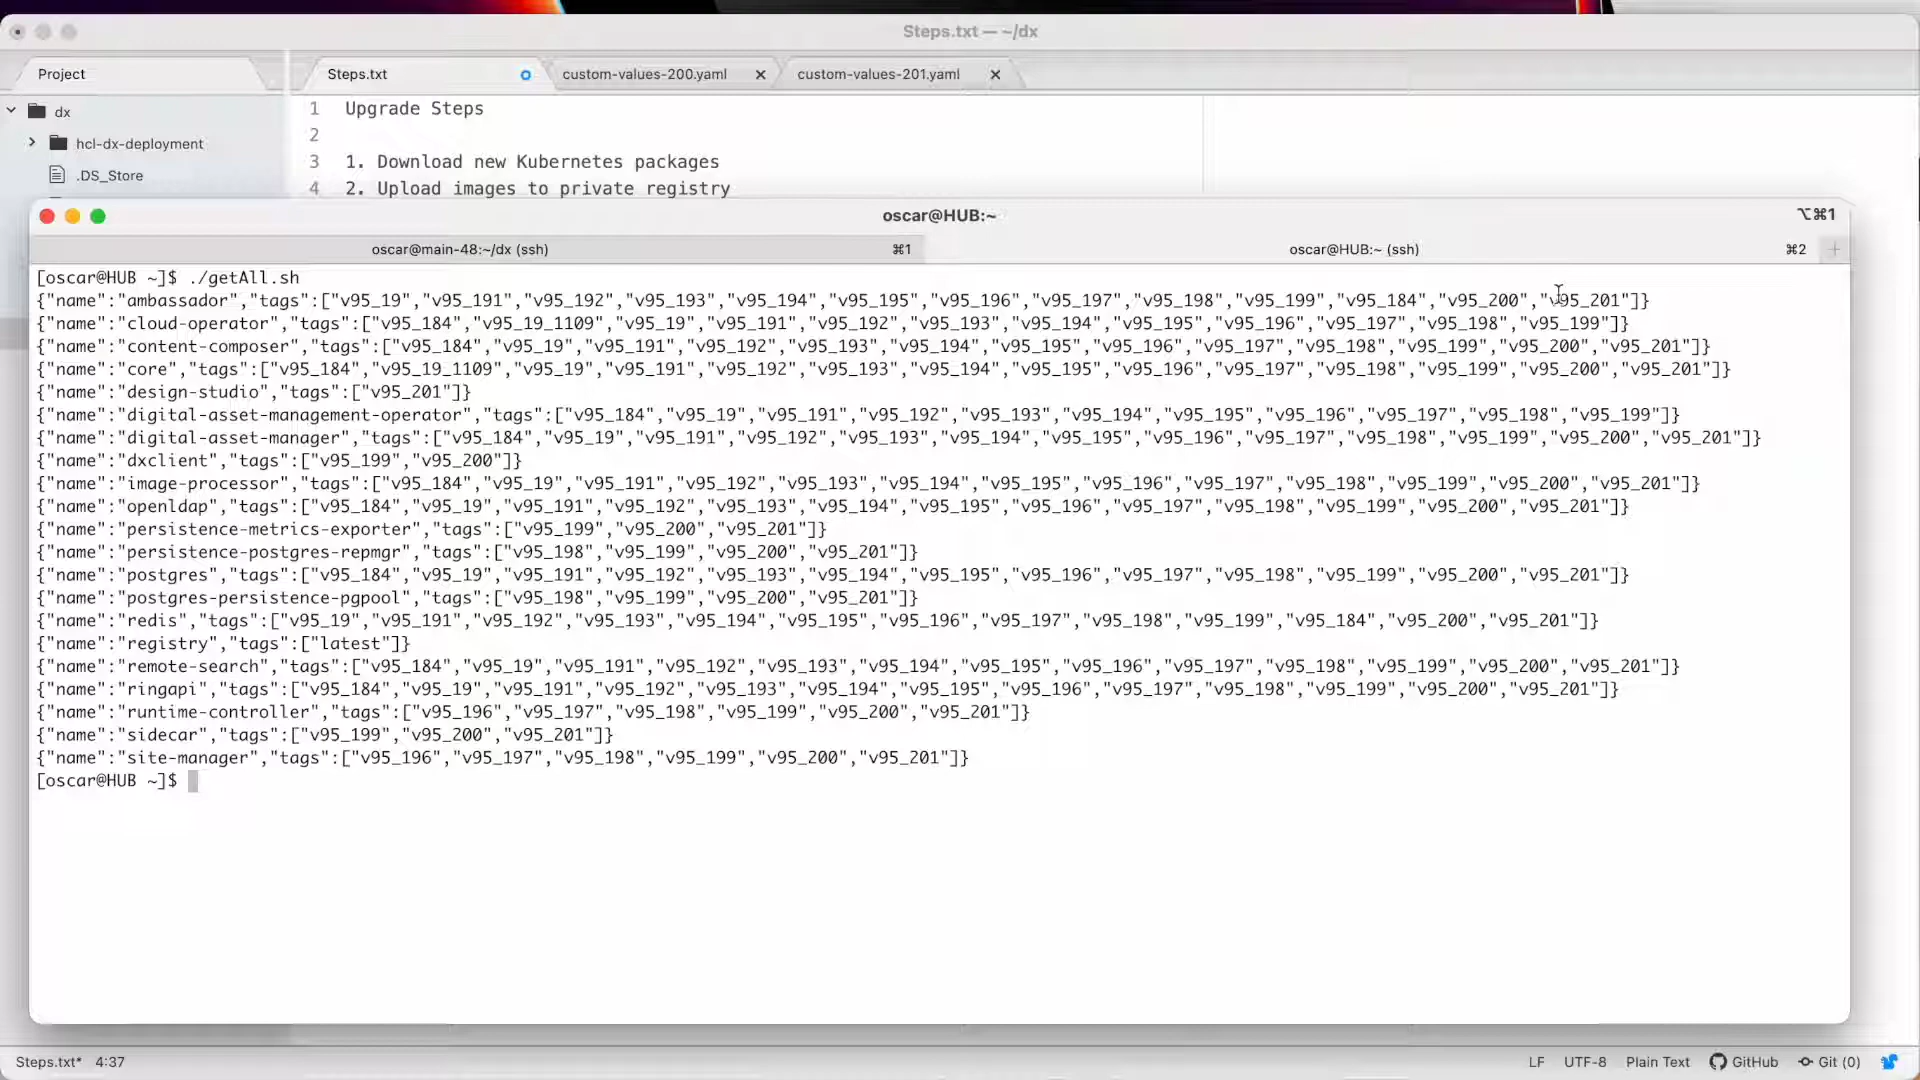 Steps.txt — ~/dx
Project
Steps.txt
custom-values-200.yaml
custom-values-201.yaml
dx
hcl-dx-deployment
.DS_Store
1 Upgrade Steps
2
3 1. Download new Kubernetes packages
4 2. Upload images to private registry
oscar@HUB:~
⌥⌘1
oscar@main-48:~/dx (ssh)
⌘1
oscar@HUB:~ (ssh)
⌘2
[oscar@HUB ~]$ ./getAll.sh
{"name":"ambassador","tags":["v95_19","v95_191","v95_192","v95_193","v95_194","v95_195","v95_196","v95_197","v95_198","v95_199","v95_184","v95_200","v95_201"]}
{"name":"cloud-operator","tags":["v95_184","v95_19_1109","v95_19","v95_191","v95_192","v95_193","v95_194","v95_195","v95_196","v95_197","v95_198","v95_199"]}
{"name":"content-composer","tags":["v95_184","v95_19","v95_191","v95_192","v95_193","v95_194","v95_195","v95_196","v95_197","v95_198","v95_199","v95_200","v95_201"]}
{"name":"core","tags":["v95_184","v95_19_1109","v95_19","v95_191","v95_192","v95_193","v95_194","v95_195","v95_196","v95_197","v95_198","v95_199","v95_200","v95_201"]}
{"name":"design-studio","tags":["v95_201"]}
{"name":"digital-asset-management-operator","tags":["v95_184","v95_19","v95_191","v95_192","v95_193","v95_194","v95_195","v95_196","v95_197","v95_198","v95_199"]}
{"name":"digital-asset-manager","tags":["v95_184","v95_19","v95_191","v95_192","v95_193","v95_194","v95_195","v95_196","v95_197","v95_198","v95_199","v95_200","v95_201"]}
{"name":"dxclient","tags":["v95_199","v95_200"]}
{"name":"image-processor","tags":["v95_184","v95_19","v95_191","v95_192","v95_193","v95_194","v95_195","v95_196","v95_197","v95_198","v95_199","v95_200","v95_201"]}
{"name":"openldap","tags":["v95_184","v95_19","v95_191","v95_192","v95_193","v95_194","v95_195","v95_196","v95_197","v95_198","v95_199","v95_200","v95_201"]}
{"name":"persistence-metrics-exporter","tags":["v95_199","v95_200","v95_201"]}
{"name":"persistence-postgres-repmgr","tags":["v95_198","v95_199","v95_200","v95_201"]}
{"name":"postgres","tags":["v95_184","v95_19","v95_191","v95_192","v95_193","v95_194","v95_195","v95_196","v95_197","v95_198","v95_199","v95_200","v95_201"]}
{"name":"postgres-persistence-pgpool","tags":["v95_198","v95_199","v95_200","v95_201"]}
{"name":"redis","tags":["v95_19","v95_191","v95_192","v95_193","v95_194","v95_195","v95_196","v95_197","v95_198","v95_199","v95_184","v95_200","v95_201"]}
{"name":"registry","tags":["latest"]}
{"name":"remote-search","tags":["v95_184","v95_19","v95_191","v95_192","v95_193","v95_194","v95_195","v95_196","v95_197","v95_198","v95_199","v95_200","v95_201"]}
{"name":"ringapi","tags":["v95_184","v95_19","v95_191","v95_192","v95_193","v95_194","v95_195","v95_196","v95_197","v95_198","v95_199","v95_200","v95_201"]}
{"name":"runtime-controller","tags":["v95_196","v95_197","v95_198","v95_199","v95_200","v95_201"]}
{"name":"sidecar","tags":["v95_199","v95_200","v95_201"]}
{"name":"site-manager","tags":["v95_196","v95_197","v95_198","v95_199","v95_200","v95_201"]}
[oscar@HUB ~]$
Steps.txt* 4:37
LF UTF-8 Plain Text GitHub Git (0)